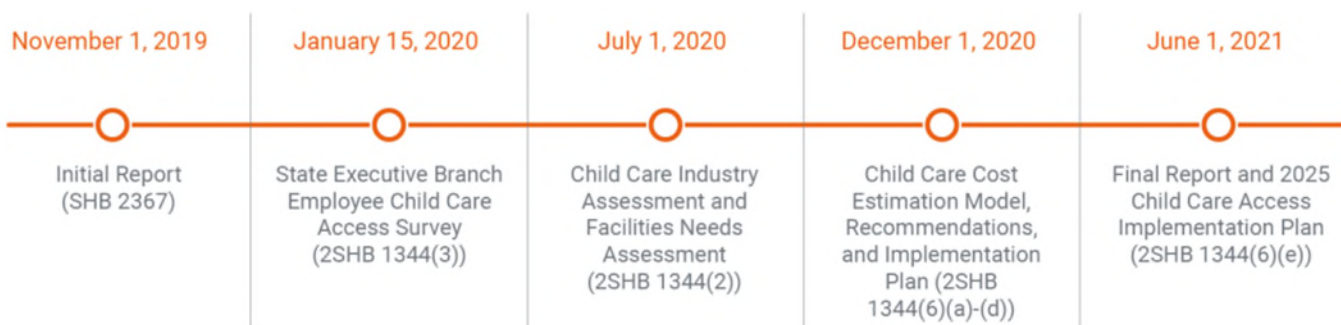 November 1, 2019
Initial Report
(SHB 2367)
January 15, 2020
State Executive Branch
Employee Child Care
Access Survey
(2SHB 1344(3))
July 1, 2020
Child Care Industry
Assessment and
Facilities Needs
Assessment
(2SHB 1344(2))
December 1, 2020
Child Care Cost
Estimation Model,
Recommendations,
and Implementation
Plan (2SHB
1344(6)(a)-(d))
June 1, 2021
Final Report and 2025
Child Care Access
Implementation Plan
(2SHB 1344(6)(e))